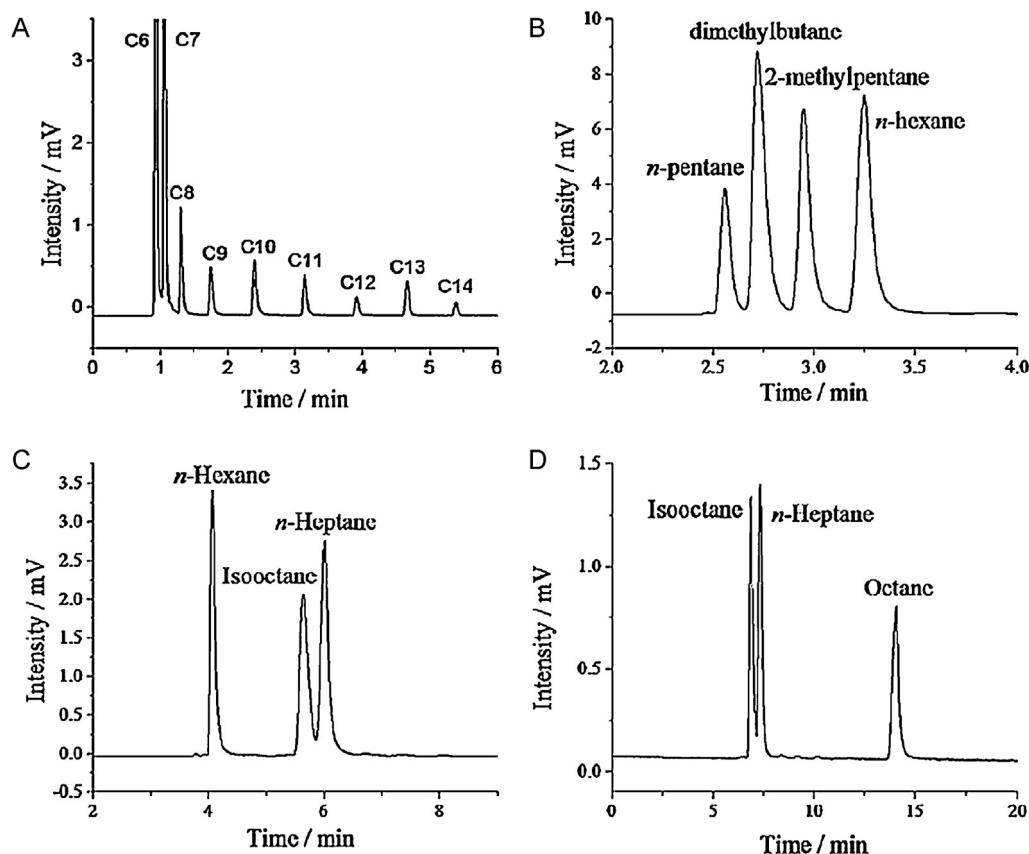 A
C6 C7
C8
C9
C10
C11
C12
C13
C14
3
2
1
0
Intensity / mV
0 1 2 3 4 5 6
Time / min
B
dimethylbutane
2-methylpentane
n-hexane
n-pentane
10
8
6
4
2
0
-2
Intensity / mV
2.0 2.5 3.0 3.5 4.0
Time / min
C
n-Hexane
n-Heptane
Isooctane
3.5
3.0
2.5
2.0
1.5
1.0
0.5
0.0
-0.5
Intensity / mV
2 4 6 8
Time / min
D
Isooctane n-Heptane
Octane
1.5
1.0
0.5
0.0
Intensity / mV
0 5 10 15 20
Time / min